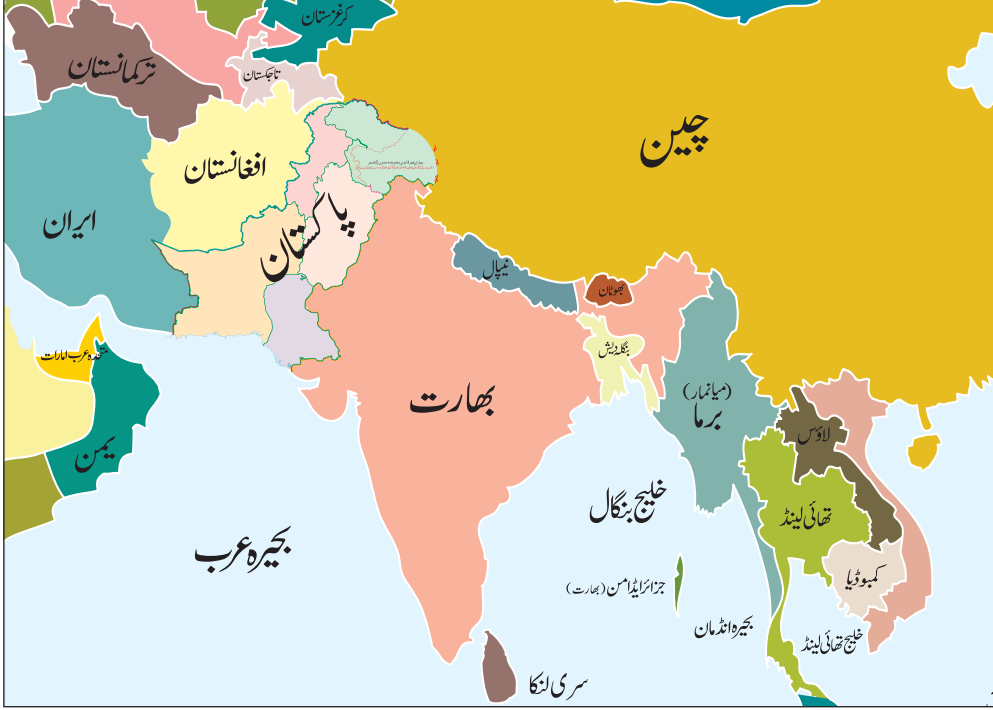 کرغزستان
ترکمانستان
تاجکستان
چین
افغانستان
ایران
پاکستان
نیپال
بھوٹان
بنگلہ دیش
متحدہ عرب امارات
بھارت
(میانمار)
برما
لاؤس
یمن
خلیج بنگال
تھائی لینڈ
بحیرہ عرب
کمبوڈیا
جزائر ایڈامن (بھارت)
بحیرہ انڈمان
خلیج تھائی لینڈ
سری لنکا